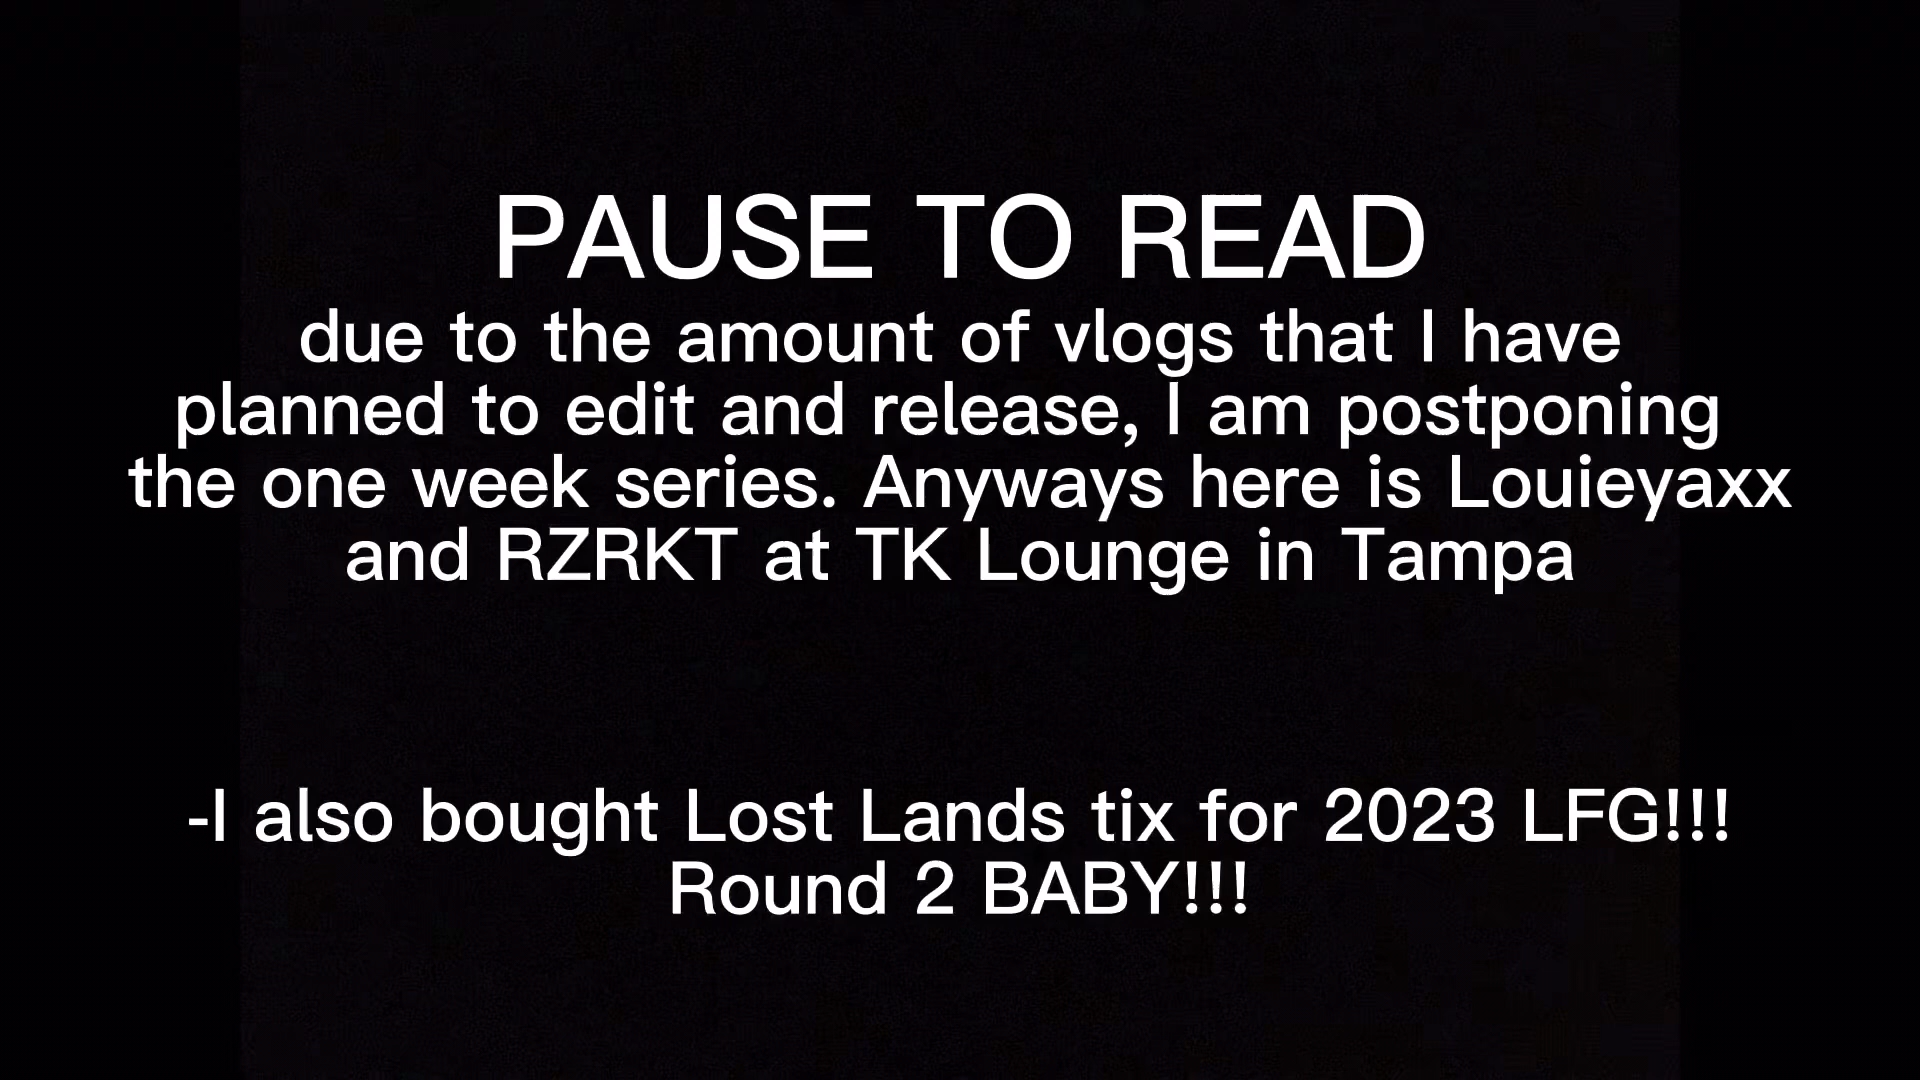 PAUSE TO READ
due to the amount of vlogs that I have
planned to edit and release, I am postponing
the one week series. Anyways here is Louieyaxx
and RZRKT at TK Lounge in Tampa
-I also bought Lost Lands tix for 2023 LFG!!!
Round 2 BABY!!!